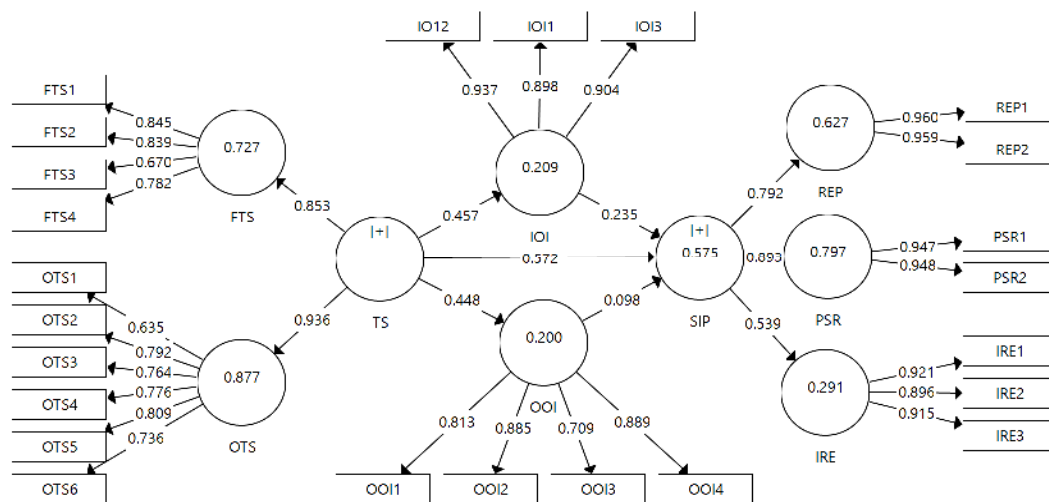 IO12
IOI1
IOI3
0.937
0.898
0.904
0.209
IOI
FTS1
FTS2
FTS3
FTS4
0.845
0.839
0.670
0.782
0.727
FTS
0.853
0.457
0.235
[+]
TS
0.572
0.448
0.936
OTS1
OTS2
OTS3
OTS4
OTS5
OTS6
0.635
0.792
0.764
0.776
0.809
0.736
0.877
OTS
0.200
OOI
0.098
0.813
0.885
0.709
0.889
OOI1
OOI2
OOI3
OOI4
[+]
0.575
SIP
0.792
0.893
0.539
0.627
REP
0.960
0.959
REP1
REP2
0.797
PSR
0.947
0.948
PSR1
PSR2
0.291
IRE
0.921
0.896
0.915
IRE1
IRE2
IRE3